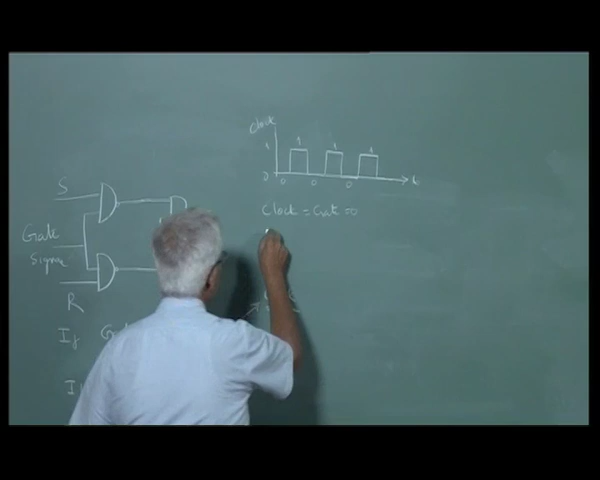 Clock
1 1 1 1
0 0 0 0 t
Clock = Gate = 0
S
Gate
Signal
R
If Ga
I